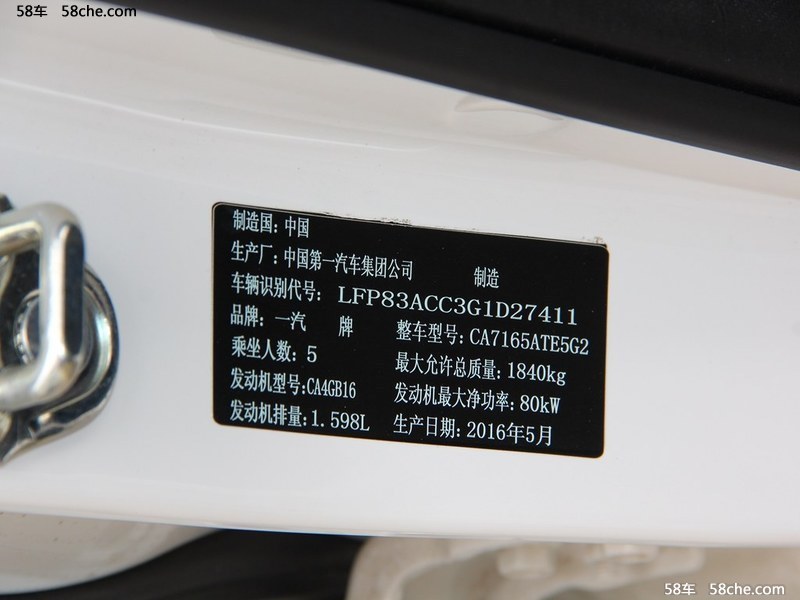 58车 58che.com
制造国：中国
生产厂：中国第一汽车集团公司 制造
车辆识别代号：LFP83ACC3G1D27411
品牌：一汽 牌 整车型号：CA7165ATE5G2
乘坐人数：5 最大允许总质量：1840kg
发动机型号：CA4GB16 发动机最大净功率：80kW
发动机排量：1.598L 生产日期：2016年5月
58车 58che.com